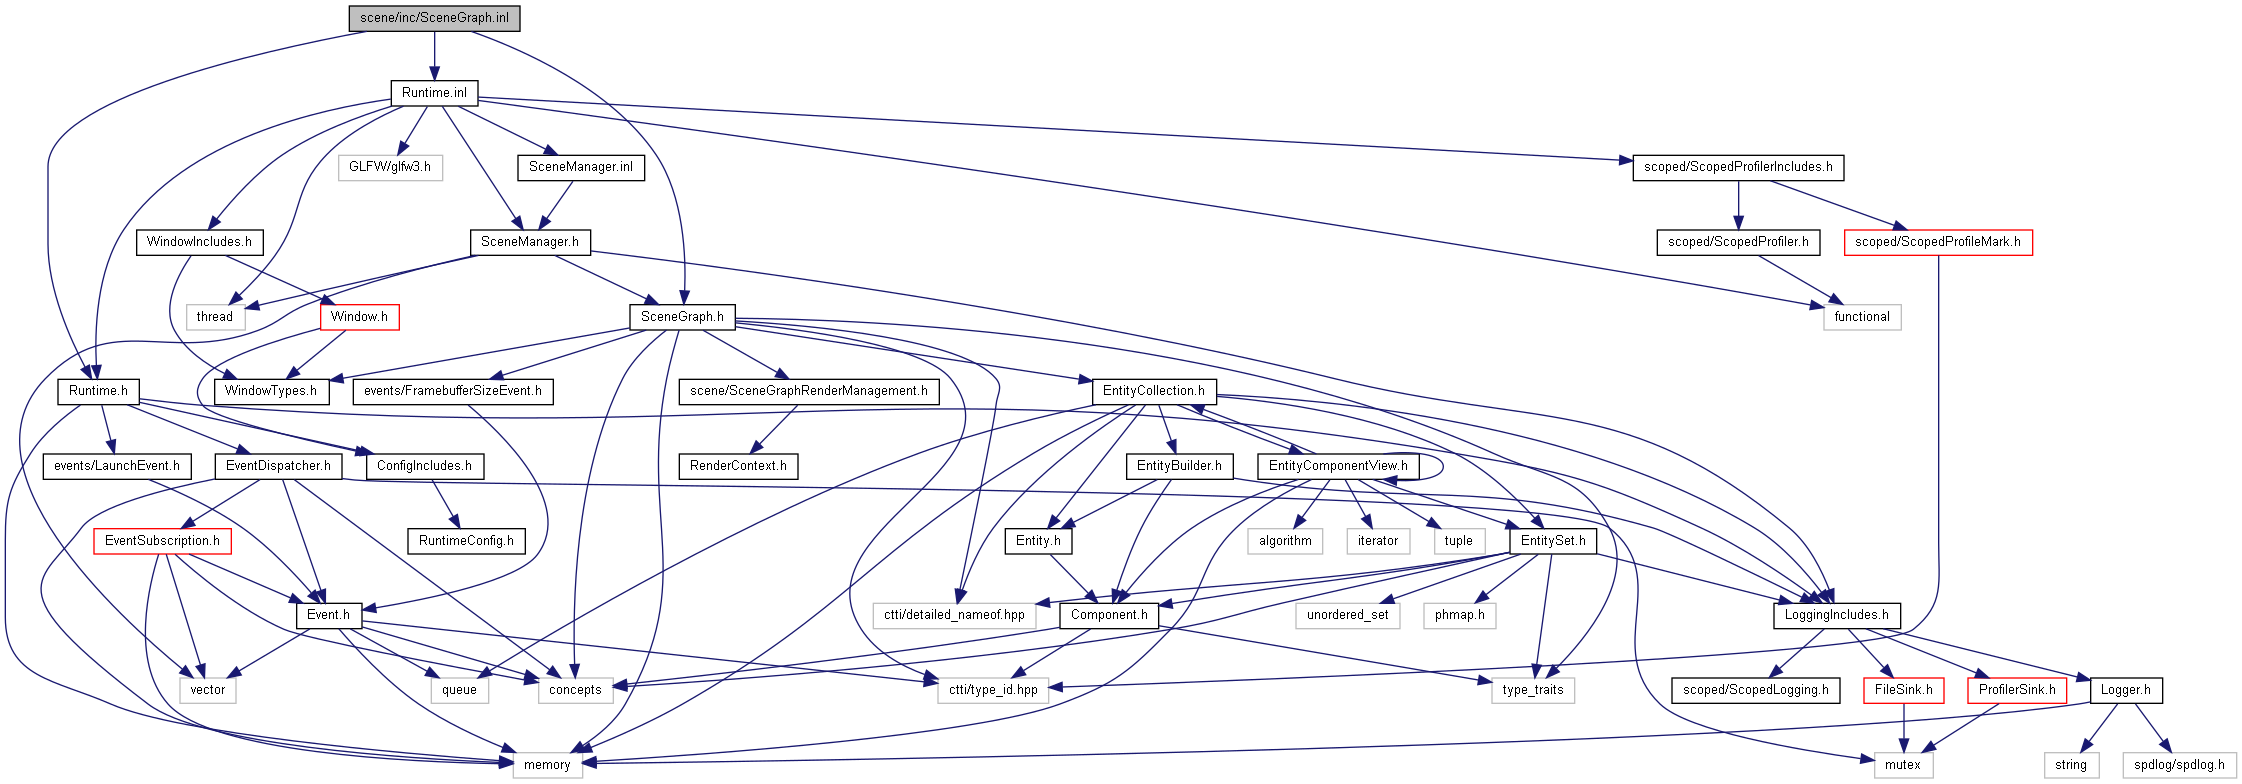 scene/inc/SceneGraph.inl
Runtime.inl
GLFW/glfw3.h
SceneManager.inl
scoped/ScopedProfilerIncludes.h
WindowIncludes.h
SceneManager.h
scoped/ScopedProfiler.h
scoped/ScopedProfileMark.h
thread
Window.h
SceneGraph.h
functional
Runtime.h
WindowTypes.h
events/FramebufferSizeEvent.h
scene/SceneGraphRenderManagement.h
EntityCollection.h
events/LaunchEvent.h
EventDispatcher.h
ConfigIncludes.h
RenderContext.h
EntityBuilder.h
EntityComponentView.h
EventSubscription.h
RuntimeConfig.h
Entity.h
algorithm
iterator
tuple
EntitySet.h
Event.h
ctti/detailed_nameof.hpp
Component.h
unordered_set
phmap.h
LoggingIncludes.h
vector
queue
concepts
ctti/type_id.hpp
type_traits
scoped/ScopedLogging.h
FileSink.h
ProfilerSink.h
Logger.h
memory
mutex
string
spdlog/spdlog.h